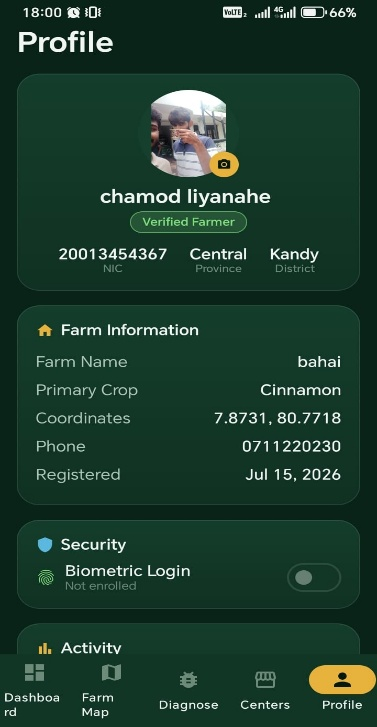 18:00 VoLTE 2 4G 66%
Profile
chamod liyanahe
Verified Farmer
20013454367 Central Kandy
NIC Province District
Farm Information
Farm Name bahai
Primary Crop Cinnamon
Coordinates 7.8731, 80.7718
Phone 0711220230
Registered Jul 15, 2026
Security
Biometric Login
Not enrolled
Activity
Dashboa
rd
Farm
Map
Diagnose
Centers
Profile